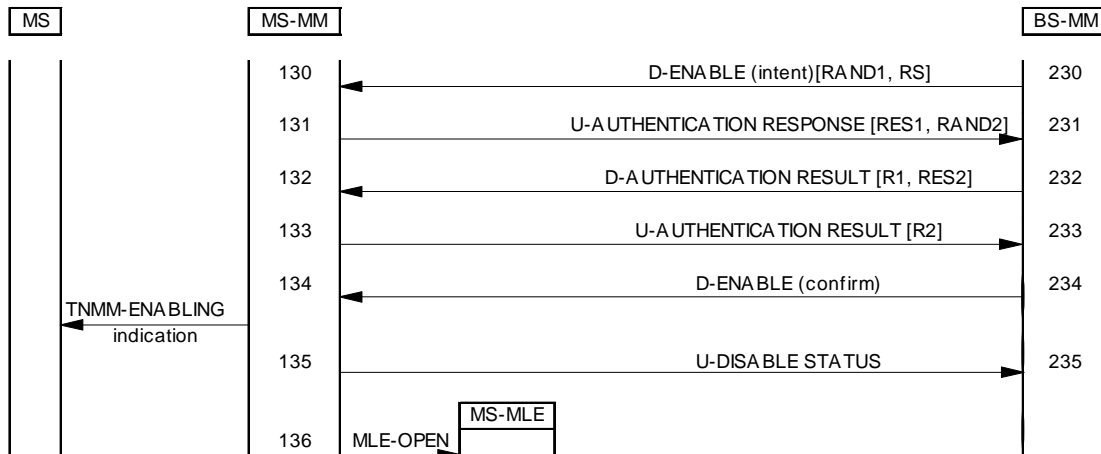 MS MS-MM BS-MM
130 D-ENABLE (intent)[RAND1, RS] 230
131 U-AUTHENTICATION RESPONSE [RES1, RAND2] 231
132 D-AUTHENTICATION RESULT [R1, RES2] 232
133 U-AUTHENTICATION RESULT [R2] 233
134 D-ENABLE (confirm) 234
TNMM-ENABLING
indication
135 U-DISABLE STATUS 235
MS-MLE
136 MLE-OPEN